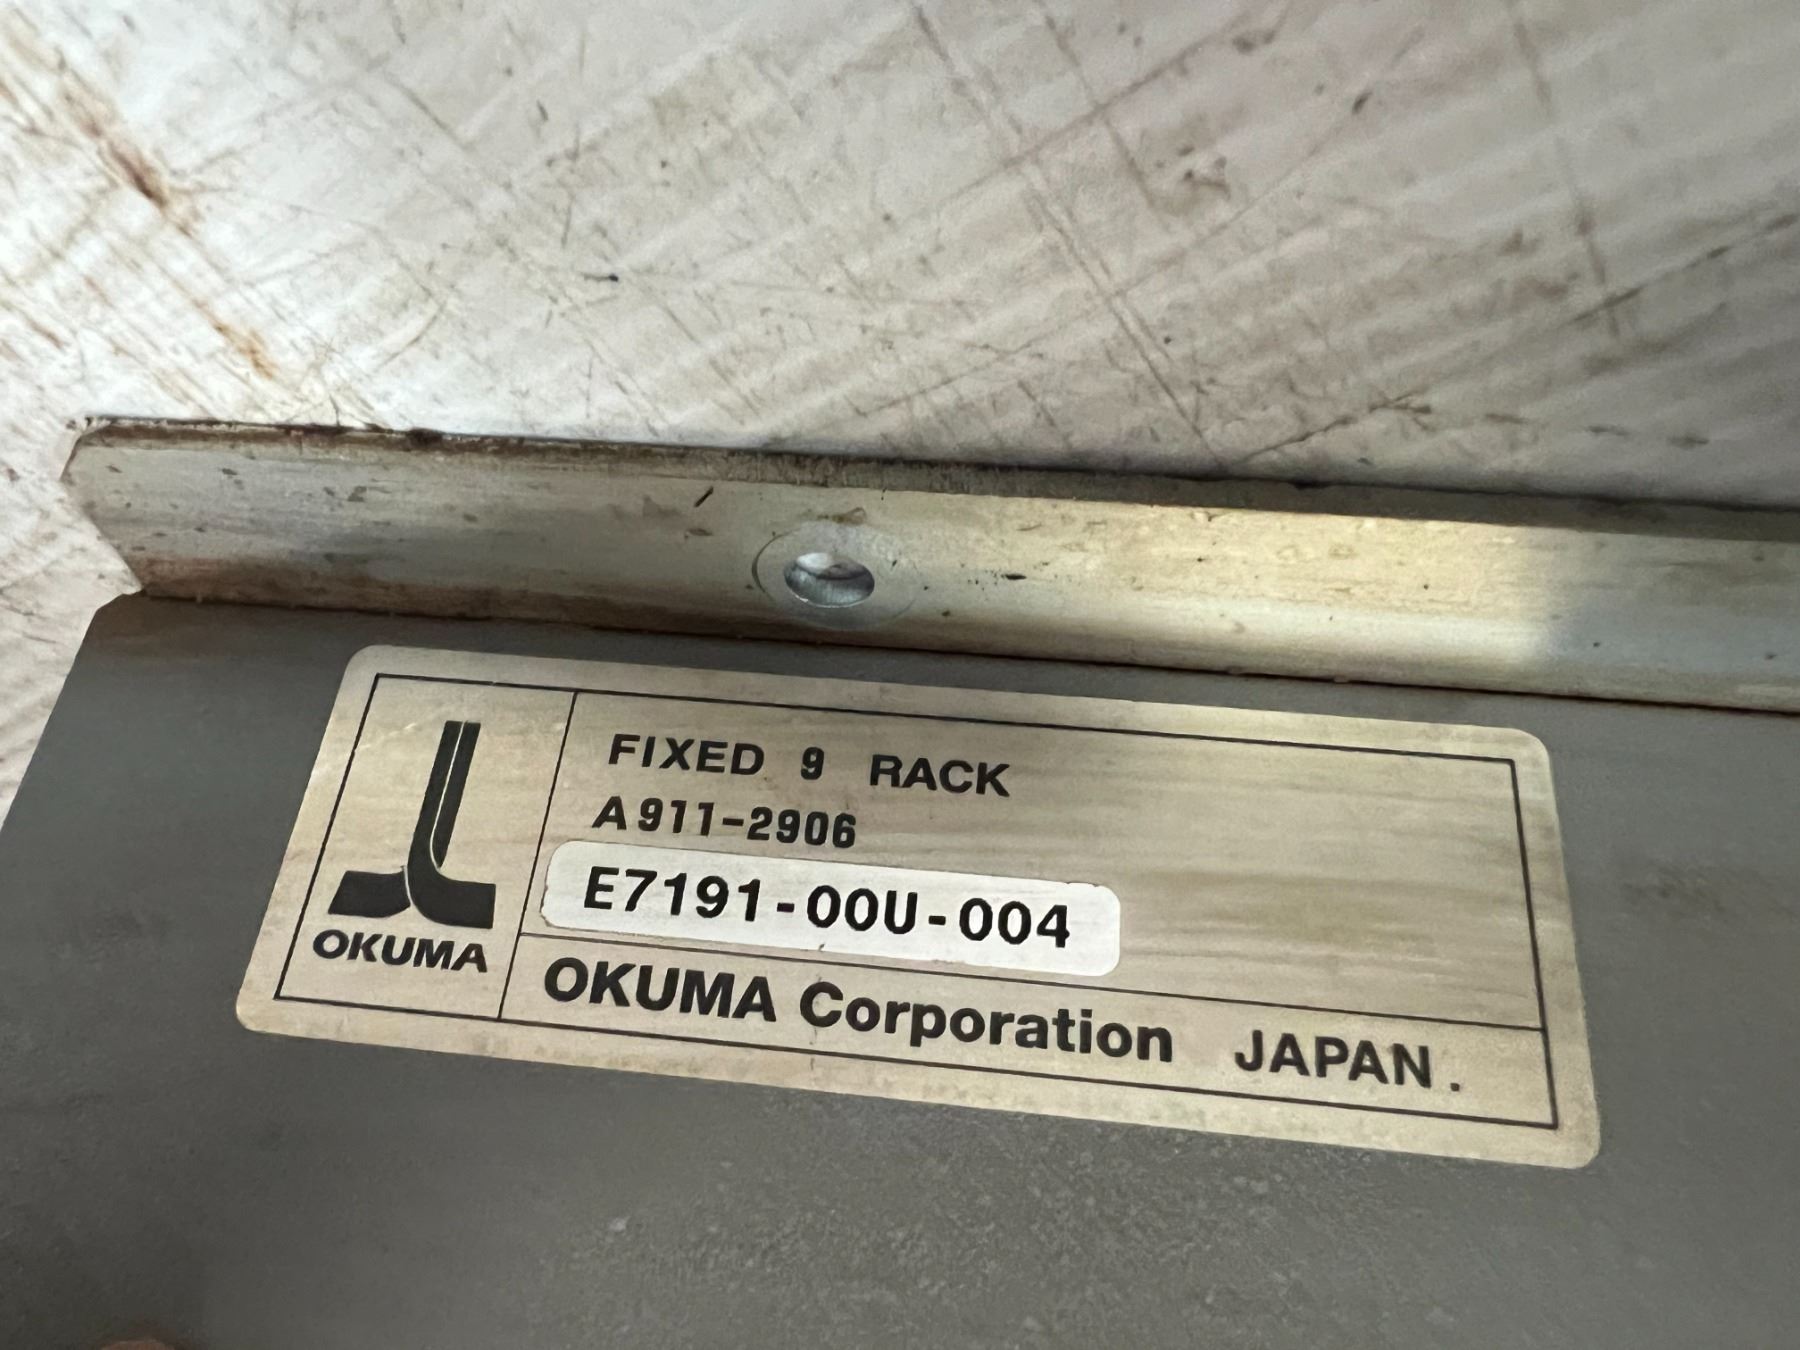 FIXED 9 RACK
A911-2906
E7191-00U-004
OKUMA
OKUMA Corporation JAPAN.